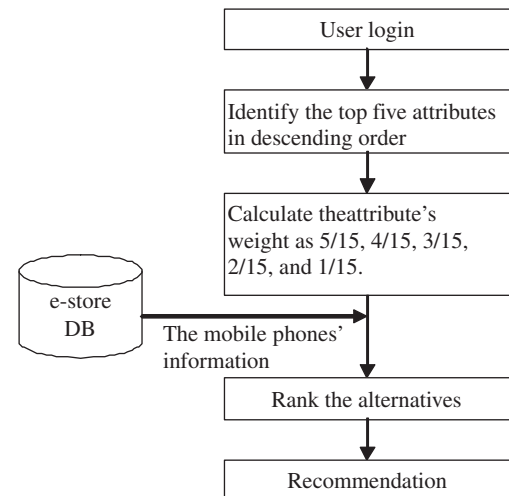 User login
Identify the top five attributes
in descending order
Calculate theattribute's
weight as 5/15, 4/15, 3/15,
2/15, and 1/15.
e-store
DB
The mobile phones'
information
Rank the alternatives
Recommendation